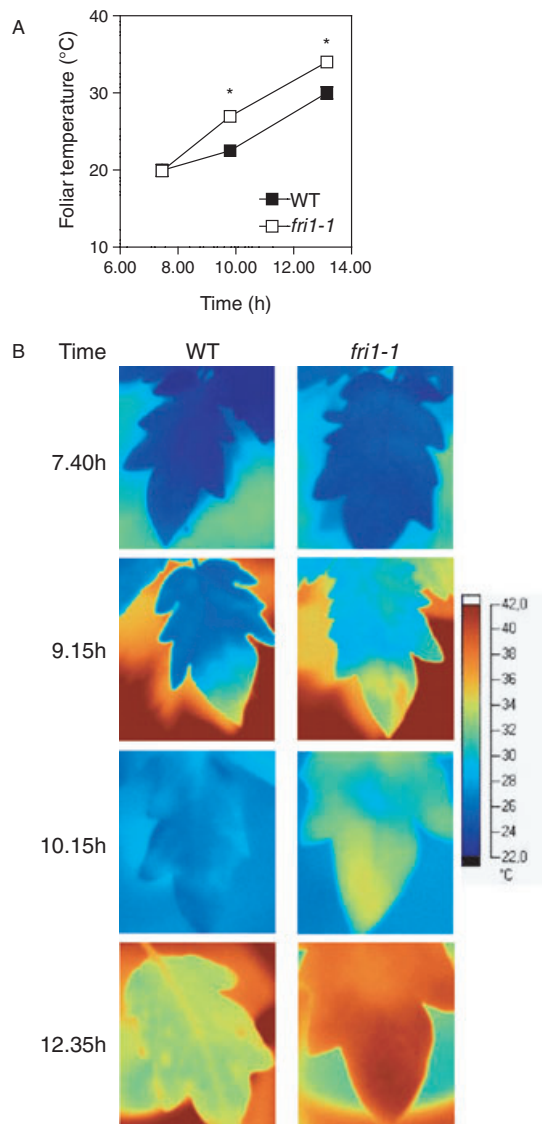 A
Foliar temperature (°C)
40
30
20
10
WT
fri1-1
6.00 8.00 10.00 12.00 14.00
Time (h)
* *
B Time WT fri1-1
7.40h
9.15h
10.15h
12.35h
42,0
40
38
36
34
32
30
28
26
24
22,0
°C